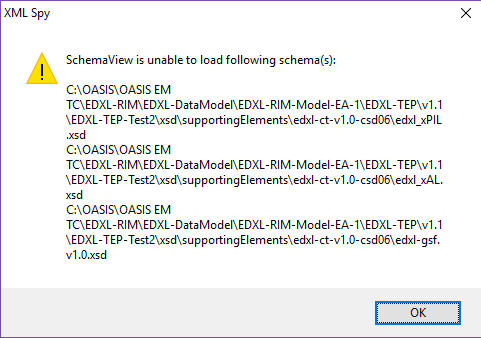 XML Spy
SchemaView is unable to load following schema(s):
C:\OASIS\OASIS EM
TC\EDXL-RIM\EDXL-DataModel\EDXL-RIM-Model-EA-1\EDXL-TEP\v1.1
\EDXL-TEP-Test2\xsd\supportingElements\edxl-ct-v1.0-csd06\edxl_xPIL
.xsd
C:\OASIS\OASIS EM
TC\EDXL-RIM\EDXL-DataModel\EDXL-RIM-Model-EA-1\EDXL-TEP\v1.1
\EDXL-TEP-Test2\xsd\supportingElements\edxl-ct-v1.0-csd06\edxl_xAL.
xsd
C:\OASIS\OASIS EM
TC\EDXL-RIM\EDXL-DataModel\EDXL-RIM-Model-EA-1\EDXL-TEP\v1.1
\EDXL-TEP-Test2\xsd\supportingElements\edxl-ct-v1.0-csd06\edxl-gsf.
v1.0.xsd
OK